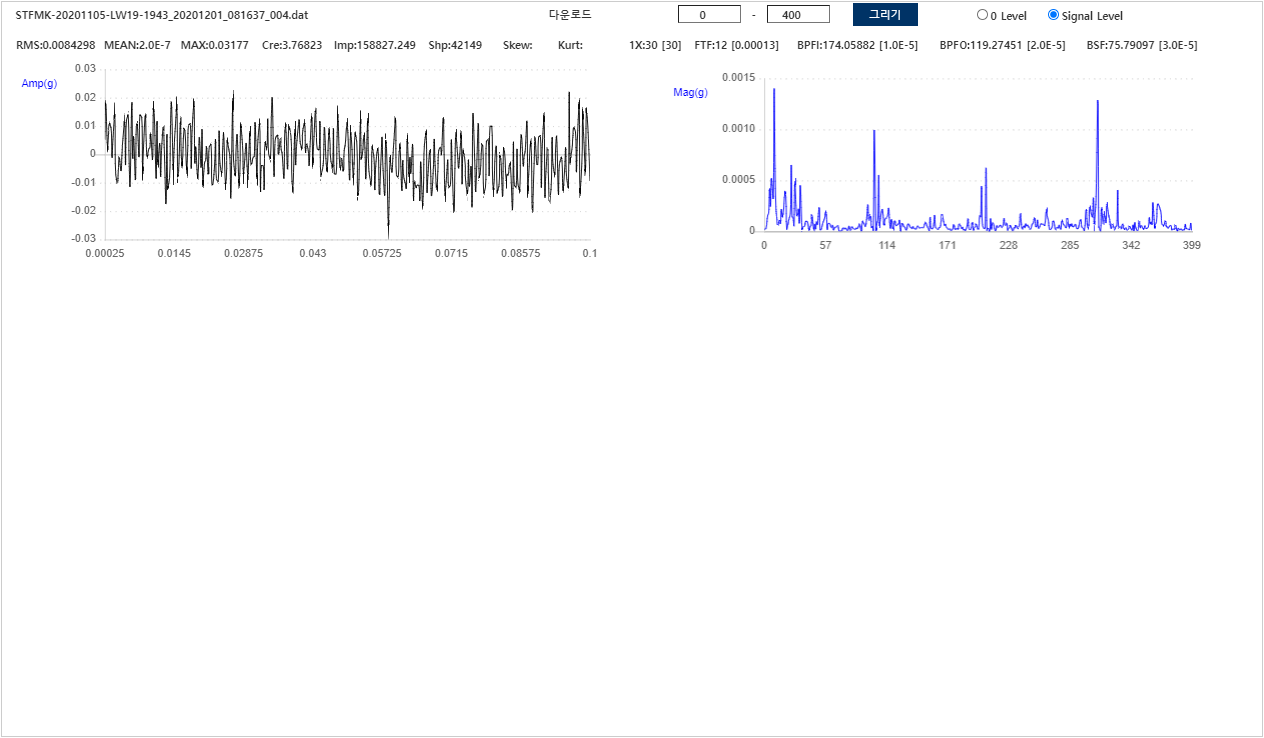 STFMK-20201105-LW19-1943_20201201_081637_004.dat 다운로드 0 - 400 그리기 0 Level Signal Level
RMS:0.0084298 MEAN:2.0E-7 MAX:0.03177 Cre:3.76823 Imp:158827.249 Shp:42149 Skew: Kurt: 1X:30 [30] FTF:12 [0.00013] BPFI:174.05882 [1.0E-5] BPFO:119.27451 [2.0E-5] BSF:75.79097 [3.0E-5]
Amp(g)
0.03
0.02
0.01
0
-0.01
-0.02
-0.03
0.00025 0.0145 0.02875 0.043 0.05725 0.0715 0.08575 0.1
Mag(g)
0.0015
0.0010
0.0005
0
0 57 114 171 228 285 342 399